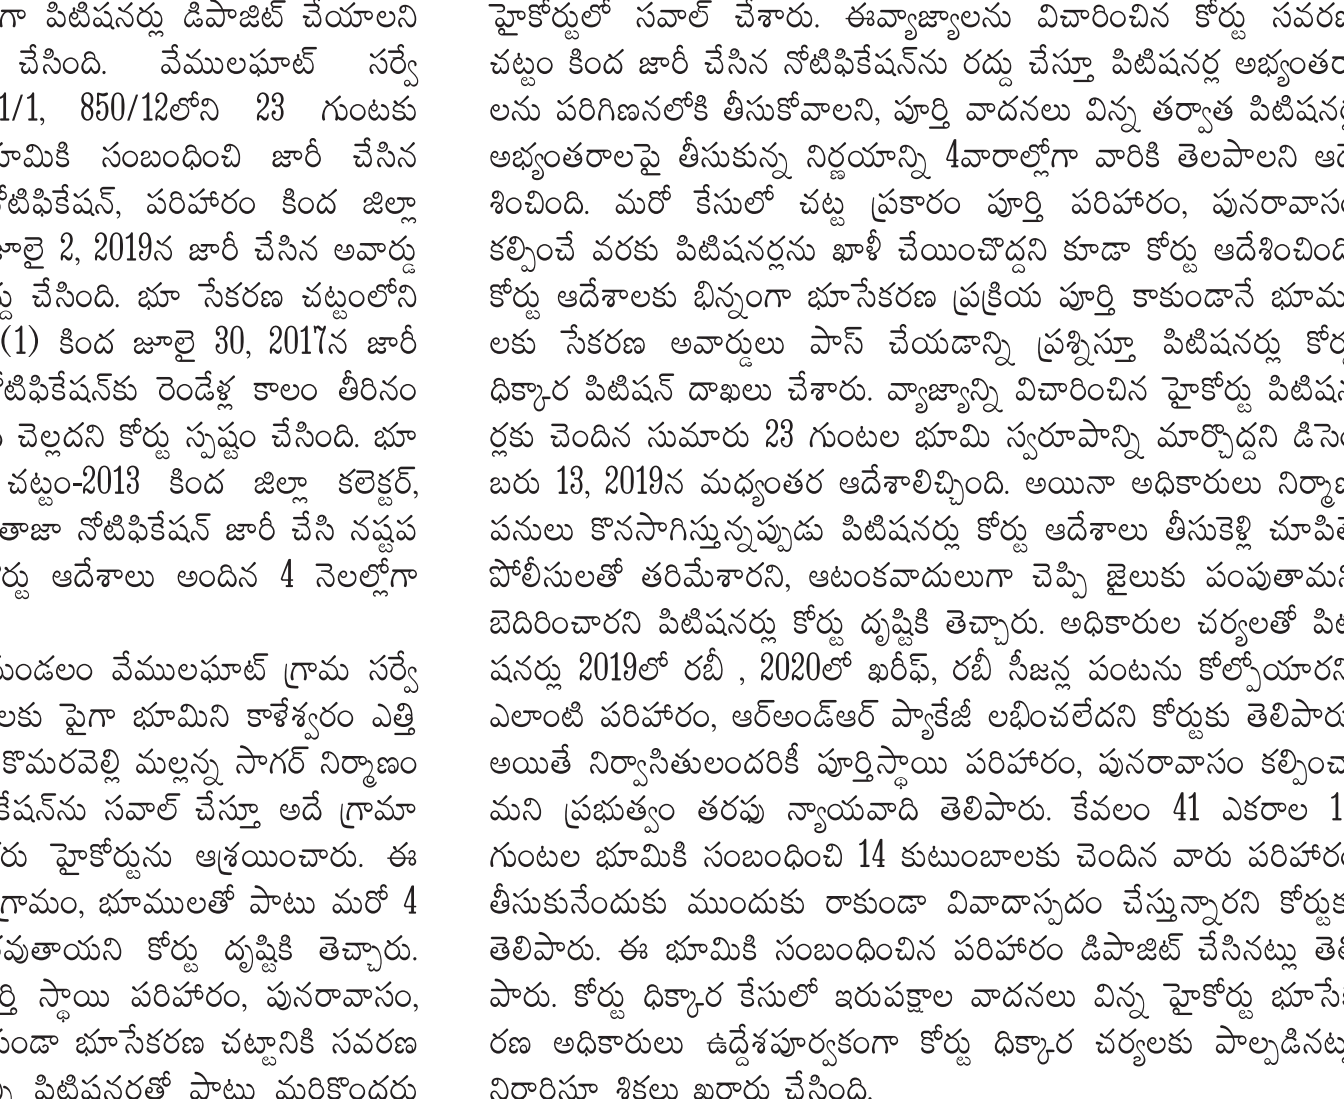 గా పిటిషనర్లు డిపాజిట్ చేయాలని
చేసింది. వేములఘాట్ సర్వే
1/1, 850/12లోని 23 గుంటకు
సంబంధించి జారీ చేసిన
పరిహారం కింద జిల్లా
2, 2019న జారీ చేసిన అవార్డు
చేసింది. భూ సేకరణ చట్టంలోని
(1) కింద జూలై 30, 2017న జారీ
రెండేళ్ల కాలం తీరినం
చెల్లదని కోర్టు స్పష్టం చేసింది. భూ
చట్టం-2013 కింద జిల్లా కలెక్టర్,
తాజా నోటిఫికేషన్ జారీ చేసి నష్టప
ఆదేశాలు అందిన 4 నెలల్లోగా
వేములఘాట్ గ్రామ సర్వే
లకు పైగా భూమిని కాళేశ్వరం ఎత్తి
కొమరవెల్లి మల్లన్న సాగర్ నిర్మాణం
సవాల్ చేస్తూ అదే గ్రామా
హైకోర్టును ఆశ్రయించారు. ఈ
గ్రామం, భూములతో పాటు మరో 4
కోర్టు దృష్టికి తెచ్చారు.
స్థాయి పరిహారం, పునరావాసం,
భూసేకరణ చట్టానికి సవరణ
పిటిషనర్లతో పాటు మరికొందరు
హైకోర్టులో సవాల్ చేశారు. ఈవ్యాజ్యాలను విచారించిన కోర్టు సవరణ
చట్టం కింద జారీ చేసిన నోటిఫికేషన్‌ను రద్దు చేస్తూ పిటిషనర్ల అభ్యంతరా
లను పరిగణనలోకి తీసుకోవాలని, పూర్తి వాదనలు విన్న తర్వాత పిటిషనర్ల
అభ్యంతరాలపై తీసుకున్న నిర్ణయాన్ని 4వారాల్లోగా వారికి తెలపాలని ఆదే
శించింది. మరో కేసులో చట్ట ప్రకారం పూర్తి పరిహారం, పునరావాసం
కల్పించే వరకు పిటిషనర్లను ఖాళీ చేయించొద్దని కూడా కోర్టు ఆదేశించింది
కోర్టు ఆదేశాలకు భిన్నంగా భూసేకరణ ప్రక్రియ పూర్తి కాకుండానే భూము
లకు సేకరణ అవార్డులు పాస్ చేయడాన్ని ప్రశ్నిస్తూ పిటిషనర్లు కోర్టు
ధిక్కార పిటిషన్ దాఖలు చేశారు. వ్యాజ్యాన్ని విచారించిన హైకోర్టు పిటిషన
ర్లకు చెందిన సుమారు 23 గుంటల భూమి స్వరూపాన్ని మార్చొద్దని డిసెం
బరు 13, 2019న మధ్యంతర ఆదేశాలిచ్చింది. అయినా అధికారులు నిర్మాణ
పనులు కొనసాగిస్తున్నప్పుడు పిటిషనర్లు కోర్టు ఆదేశాలు తీసుకెళ్లి చూపితే
పోలీసులతో తరిమేశారని, ఆటంకవాదులుగా చెప్పి జైలుకు పంపుతామని
బెదిరించారని పిటిషనర్లు కోర్టు దృష్టికి తెచ్చారు. అధికారుల చర్యలతో పిటి
షనర్లు 2019లో రబీ , 2020లో ఖరీఫ్, రబీ సీజన్ల పంటను కోల్పోయారని
ఎలాంటి పరిహారం, ఆర్అండ్ఆర్ ప్యాకేజీ లభించలేదని కోర్టుకు తెలిపారు
అయితే నిర్వాసితులందరికీ పూర్తిస్థాయి పరిహారం, పునరావాసం కల్పించా
మని ప్రభుత్వం తరఫు న్యాయవాది తెలిపారు. కేవలం 41 ఎకరాల 1
గుంటల భూమికి సంబంధించి 14 కుటుంబాలకు చెందిన వారు పరిహారం
తీసుకునేందుకు ముందుకు రాకుండా వివాదాస్పదం చేస్తున్నారని కోర్టుకు
తెలిపారు. ఈ భూమికి సంబంధించిన పరిహారం డిపాజిట్ చేసినట్లు తెలి
పారు. కోర్టు ధిక్కార కేసులో ఇరుపక్షాల వాదనలు విన్న హైకోర్టు భూసేక
రణ అధికారులు ఉద్దేశపూర్వకంగా కోర్టు ధిక్కార చర్యలకు పాల్పడినట్లు
నిర్ధారిస్తూ శిక్షలు ఖరారు చేసింది.